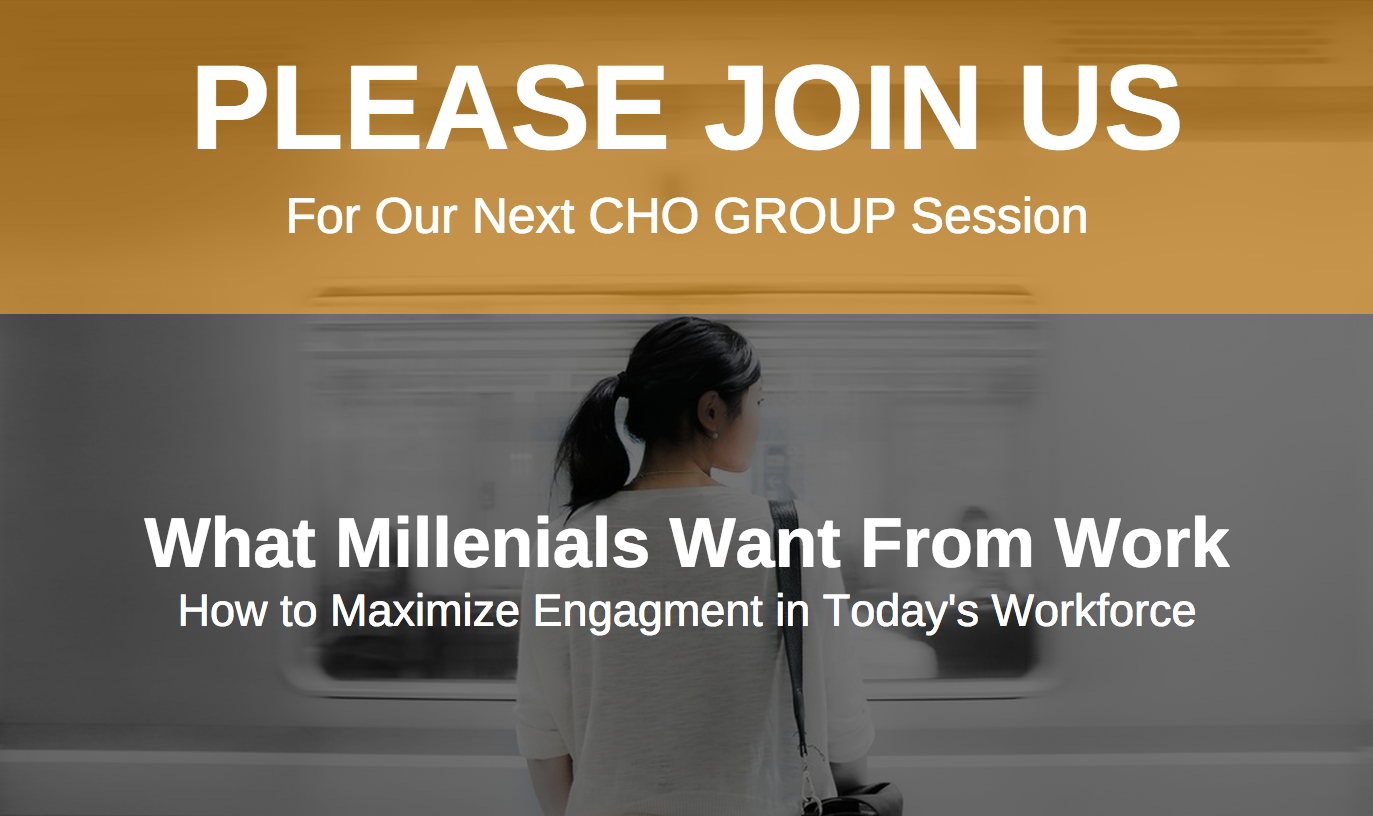 PLEASE JOIN US
For Our Next CHO GROUP Session
What Millenials Want From Work
How to Maximize Engagment in Today's Workforce